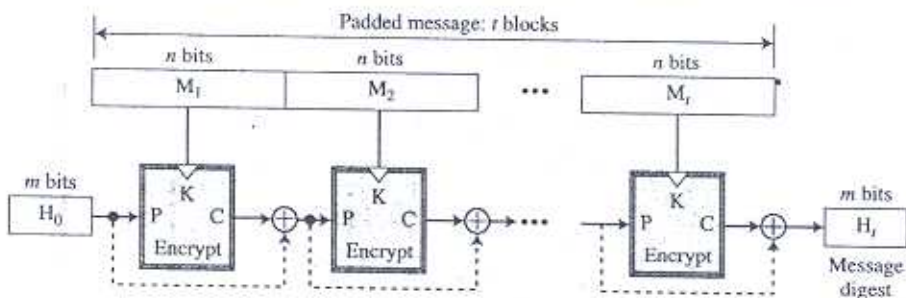 Padded message: t blocks
n bits n bits n bits
M1 M2 ... Mt
m bits K K K m bits
H0 P C P C ... P C Ht
Encrypt Encrypt Encrypt Message
digest